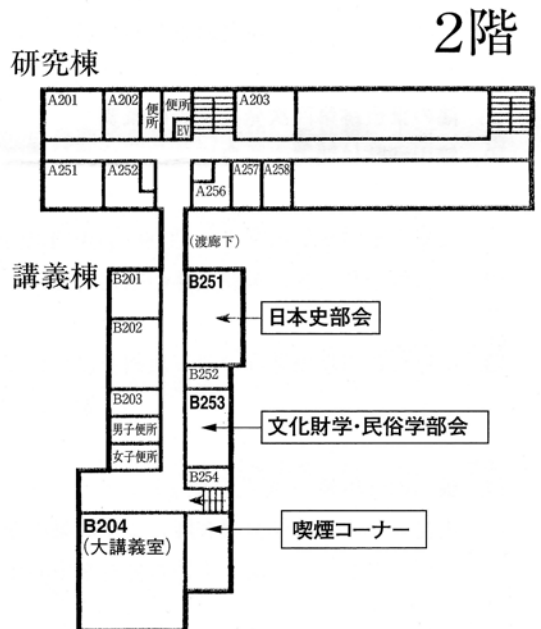 2階
研究棟
A201
A202
便所
便所
EV
A203
A251
A252
A256
A257
A258
(渡廊下)
講義棟
B201
B251
日本史部会
B202
B252
B203
B253
文化財学・民俗学部会
男子便所
女子便所
B254
B204
(大講義室)
喫煙コーナー